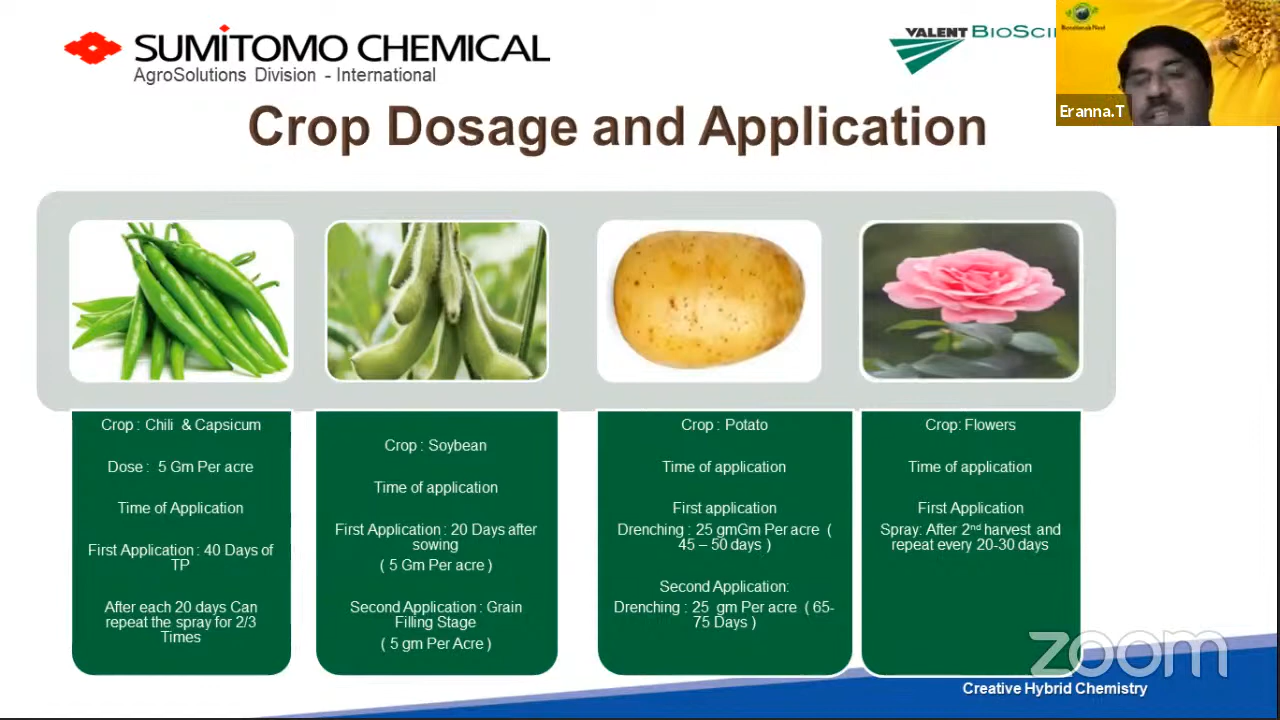 SUMITOMO CHEMICAL
AgroSolutions Division - International
VALENT
Eranna.T
Crop Dosage and Application
Crop : Chili & Capsicum
Dose : 5 Gm Per acre
Time of Application
First Application : 40 Days of
TP
After each 20 days Can
repeat the spray for 2/3
Times
Crop : Soybean
Time of application
First Application : 20 Days after
sowing
( 5 Gm Per acre )
Second Application : Grain
Filling Stage
( 5 gm Per Acre )
Crop : Potato
Time of application
First application
Drenching : 25 gmGm Per acre (
45 – 50 days )
Second Application:
Drenching : 25 gm Per acre ( 65-
75 Days )
Crop: Flowers
Time of application
First Application
Spray: After 2nd harvest and
repeat every 20-30 days
zoom
Creative Hybrid Chemistry